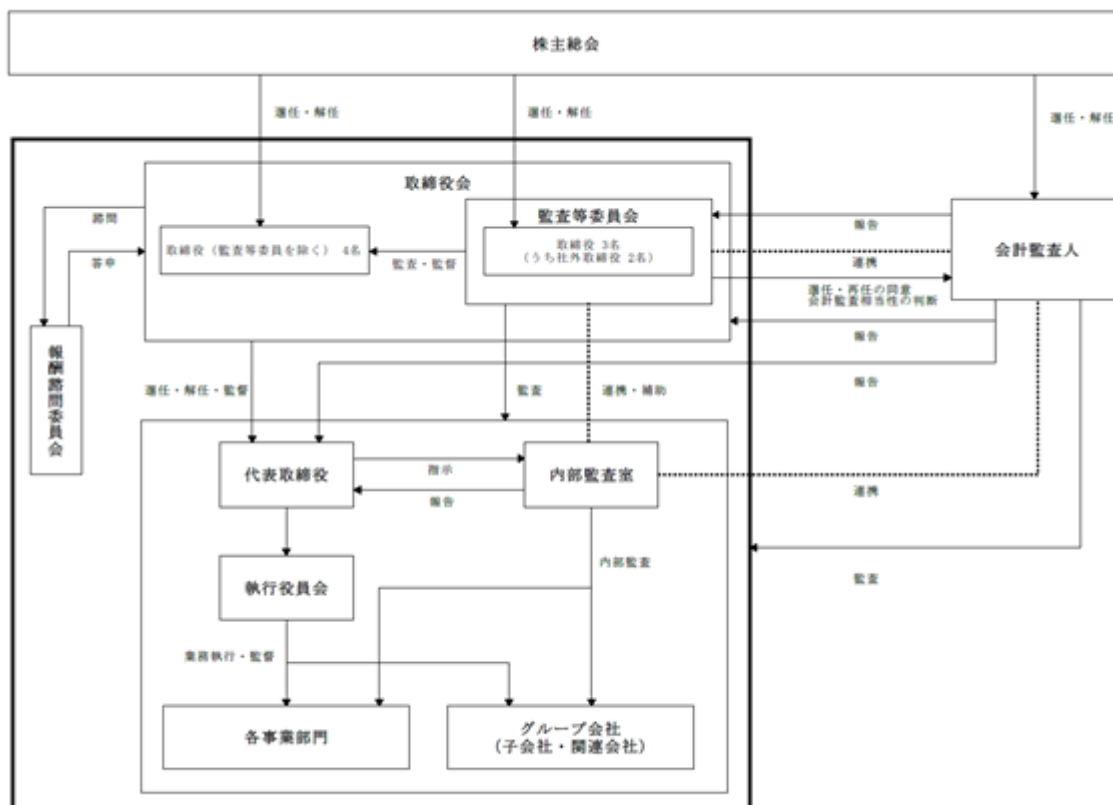 株主総会
選任・解任
選任・解任
選任・解任
取締役会
諮問
答申
報酬諮問委員会
取締役（監査等委員を除く） 4名
監査・監督
監査等委員会
取締役 3名
（うち社外取締役 2名）
報告
連携
選任・再任の同意
会計監査相当性の判断
会計監査人
報告
報告
選任・解任・監督
監査
連携・補助
代表取締役
指示
報告
内部監査室
連携
監査
執行役員会
内部監査
業務執行・監督
各事業部門
グループ会社
（子会社・関連会社）